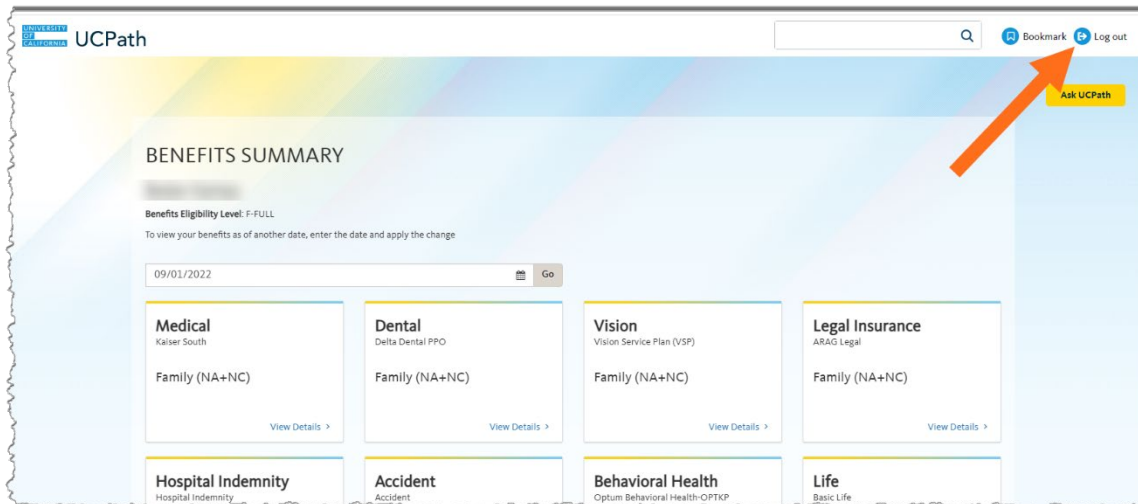 UNIVERSITY
OF
CALIFORNIA
UCPath
Bookmark
Log out
Ask UCPath
BENEFITS SUMMARY
Benefits Eligibility Level: F-FULL
To view your benefits as of another date, enter the date and apply the change
09/01/2022
Go
Medical
Kaiser South
Family (NA+NC)
View Details >
Dental
Delta Dental PPO
Family (NA+NC)
View Details >
Vision
Vision Service Plan (VSP)
Family (NA+NC)
View Details >
Legal Insurance
ARAG Legal
Family (NA+NC)
View Details >
Hospital Indemnity
Hospital Indemnity
Accident
Accident
Behavioral Health
Optum Behavioral Health-OPTKP
Life
Basic Life